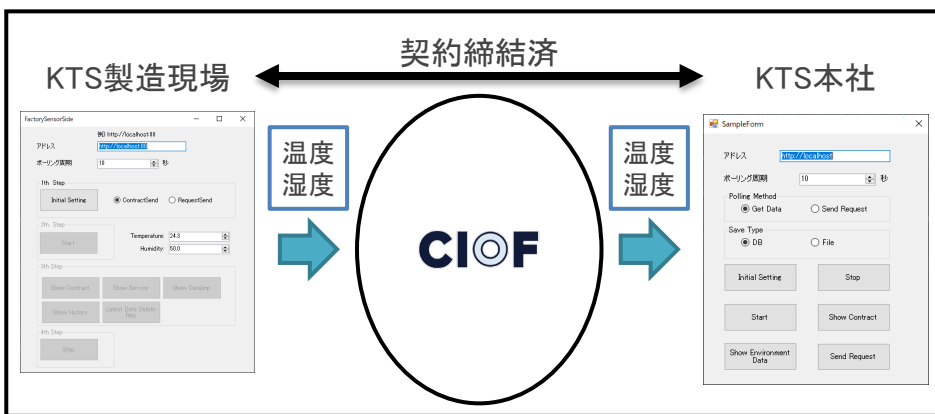 契約締結済
KTS製造現場
KTS本社
FactorySensorSide
例) http://localhost:80
アドレス
http://localhost:80
ポーリング周期 10 秒
1th Step
Initial Setting
ContractSend RequestSend
2th Step
Start
Temperature: 24.3
Humidity: 50.0
3th Step
Show Contract Show Service Show DataImp
Show History Latest Data Delete
Req
4th Step
Stop
温度
湿度
CIOF
温度
湿度
SampleForm
アドレス http://localhost
ポーリング周期 10 秒
Polling Method
Get Data Send Request
Save Type
DB File
Initial Setting Stop
Start Show Contract
Show Environment
Data
Send Request